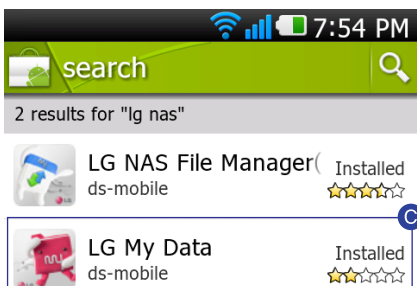 7:54 PM
search
2 results for "lg nas"
LG NAS File Manager(
Installed
ds-mobile
C
LG My Data
Installed
ds-mobile